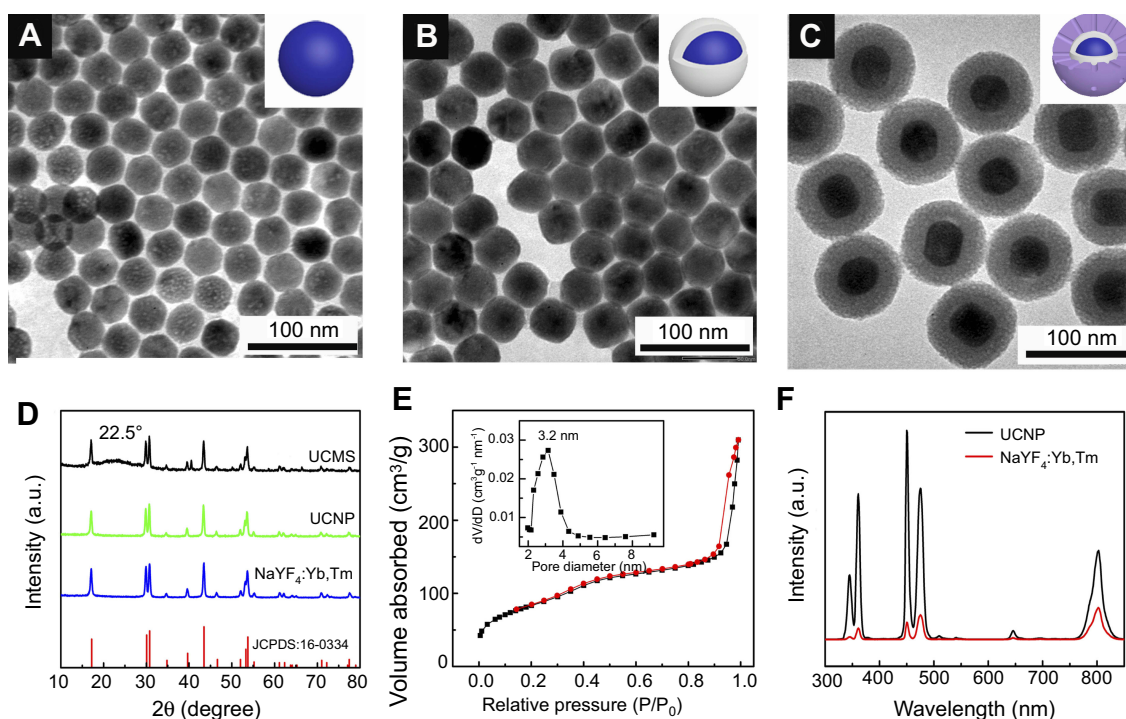 A
100 nm
B
100 nm
C
100 nm
D
22.5°
UCMS
UCNP
NaYF₄:Yb,Tm
JCPDS:16-0334
Intensity (a.u.)
10 20 30 40 50 60 70 80
2θ (degree)
E
3.2 nm
dV/dD (cm³g⁻¹ nm⁻¹)
0.03
0.02
0.01
2 4 6 8
Pore diameter (nm)
Volume absorbed (cm³/g)
300
200
100
0
0.0 0.2 0.4 0.6 0.8 1.0
Relative pressure (P/P₀)
F
UCNP
NaYF₄:Yb,Tm
Intensity (a.u.)
300 400 500 600 700 800
Wavelength (nm)